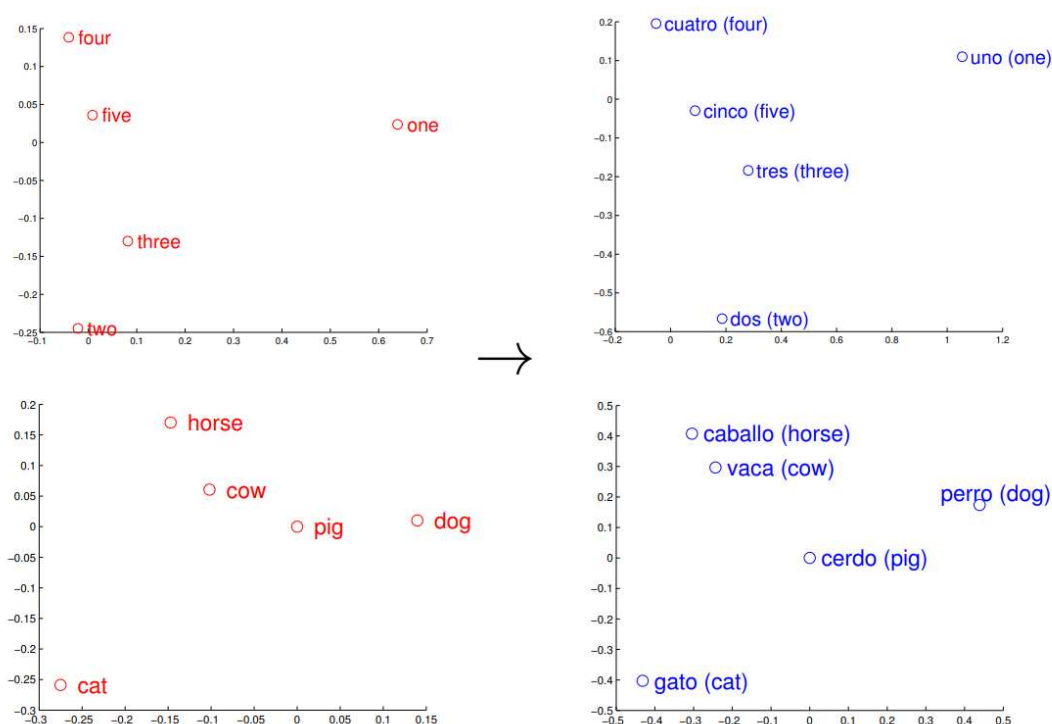 0.15
0.1
0.05
0
−0.05
−0.1
−0.15
−0.2
−0.25
four
five
one
three
two
−0.1 0 0.1 0.2 0.3 0.4 0.5 0.6 0.7
0.2
0.1
0
−0.1
−0.2
−0.3
−0.4
−0.5
−0.6
cuatro (four)
uno (one)
cinco (five)
tres (three)
dos (two)
−0.2 0 0.2 0.4 0.6 0.8 1 1.2
→
0.2
0.15
0.1
0.05
0
−0.05
−0.1
−0.15
−0.2
−0.25
−0.3
horse
cow
pig
dog
cat
−0.3 −0.25 −0.2 −0.15 −0.1 −0.05 0 0.05 0.1 0.15
0.5
0.4
0.3
0.2
0.1
0
−0.1
−0.2
−0.3
−0.4
−0.5
caballo (horse)
vaca (cow)
perro (dog)
cerdo (pig)
gato (cat)
−0.5 −0.4 −0.3 −0.2 −0.1 0 0.1 0.2 0.3 0.4 0.5